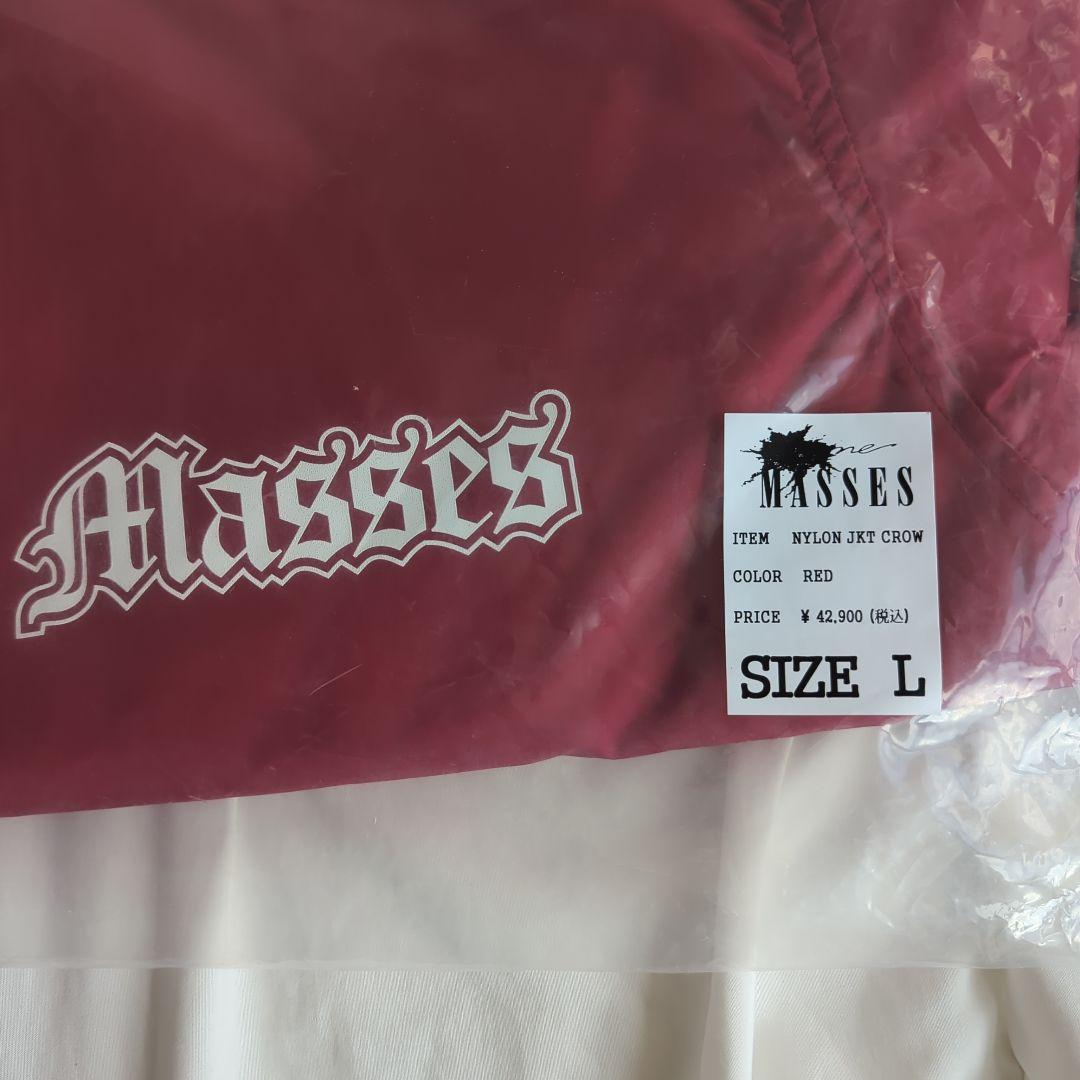 Masses
MASSES
ITEM NYLON JKT CROW
COLOR RED
PRICE ¥ 42,900 (税込)
SIZE L